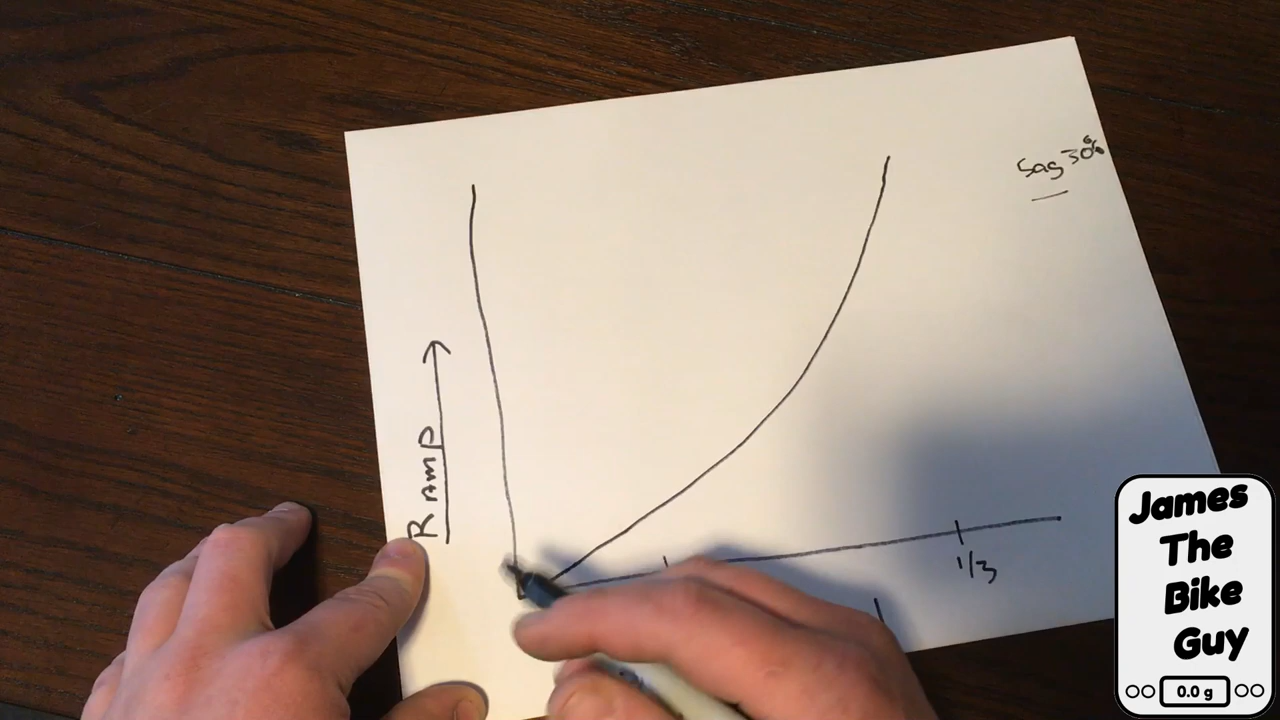 Sag 30%
RAMP →
1/3
James
The
Bike
Guy
0.0 g